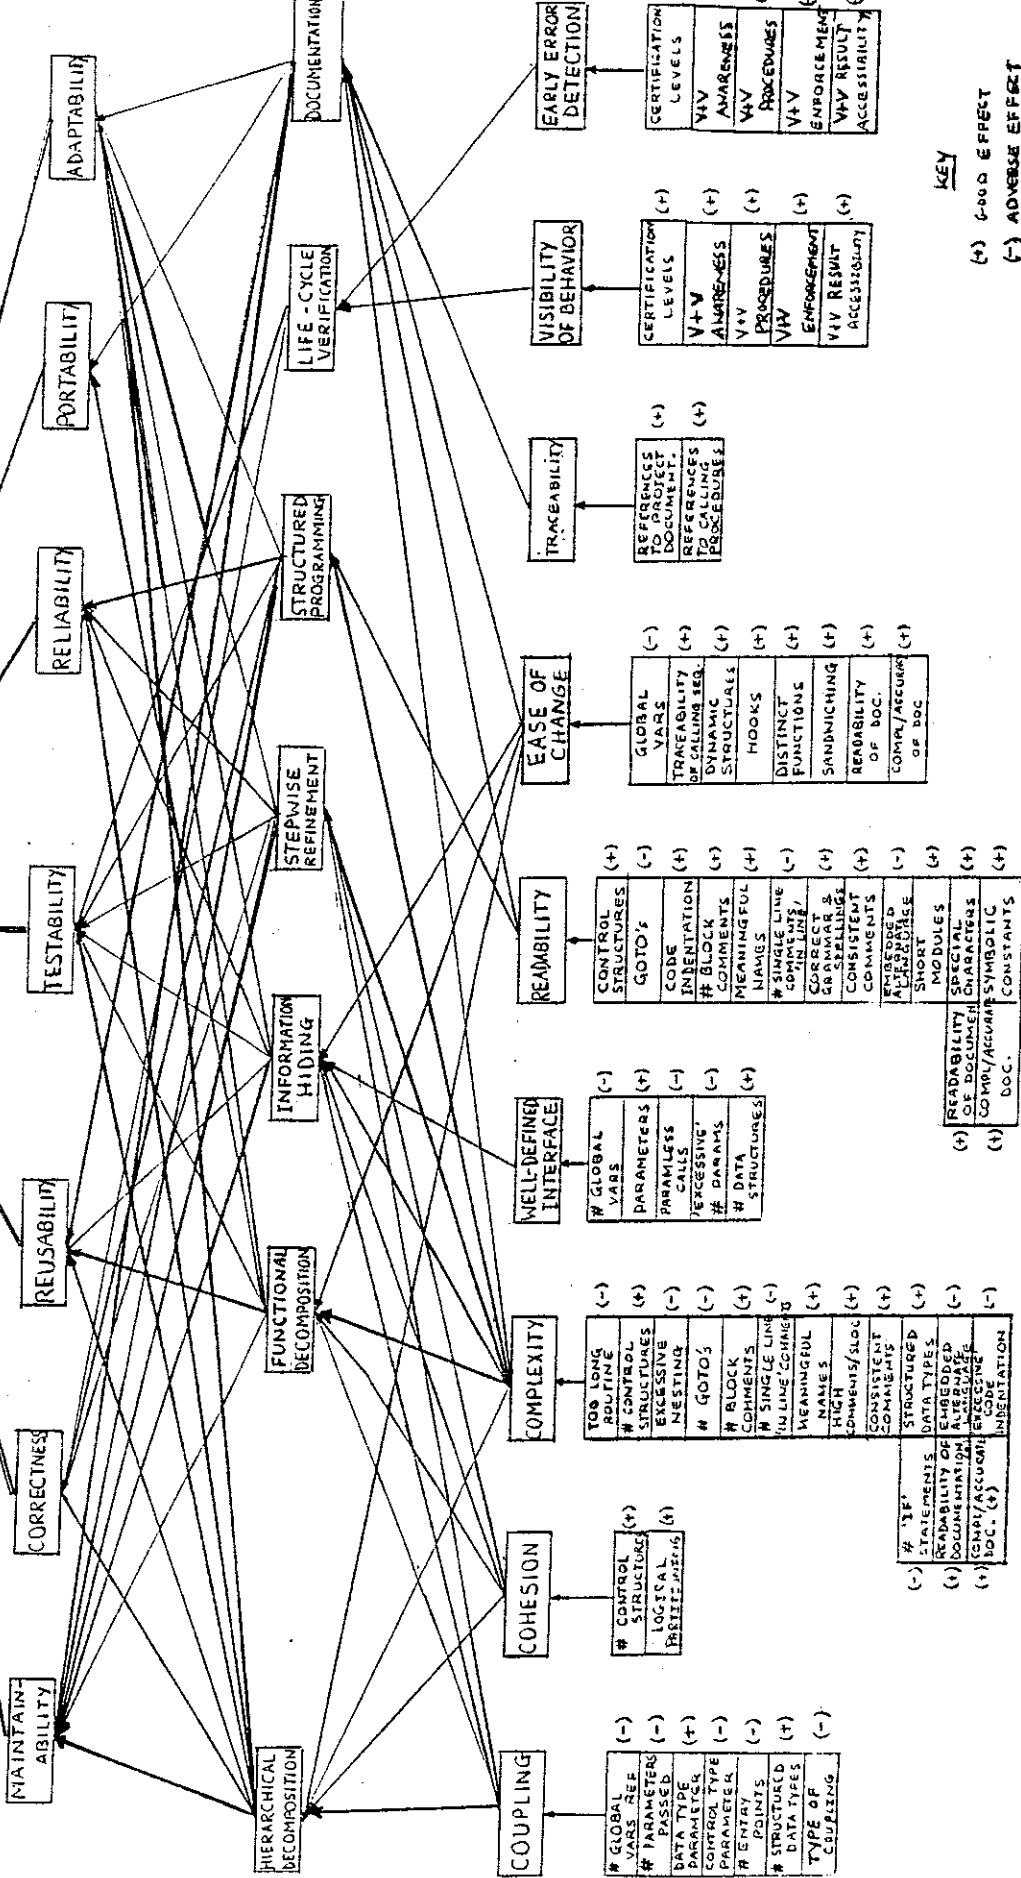 MAINTAIN-
ABILITY
CORRECTNESS
REUSABILITY
TESTABILITY
RELIABILITY
PORTABILITY
ADAPTABILITY
HIERARCHICAL
DECOMPOSITION
FUNCTIONAL
DECOMPOSITION
INFORMATION
HIDING
STEPWISE
REFINEMENT
STRUCTURED
PROGRAMMING
LIFE-CYCLE
VERIFICATION
DOCUMENTATION
COUPLING
COHESION
COMPLEXITY
WELL-DEFINED
INTERFACE
READABILITY
EASE OF
CHANGE
TRACEABILITY
VISIBILITY
OF BEHAVIOR
EARLY ERROR
DETECTION
# GLOBAL
VARS REF (-)
# PARAMETERS
PASSED (-)
DATA TYPE
PARAMETER (+)
CONTROL TYPE
PARAMETER (-)
# ENTRY
POINTS (-)
# STRUCTURED
DATA TYPES (+)
TYPE OF
COUPLING (-)
# CONTROL
STRUCTURES (+)
LOGICAL
PARTITIONING (+)
TOO LONG
ROUTINE (-)
# CONTROL
STRUCTURES (+)
EXCESSIVE
NESTING (-)
# GOTO'S (-)
# BLOCK
COMMENTS (+)
# SINGLE LINE (-)
'IN LINE' COMMENTS
MEANINGFUL
NAMES (+)
HIGH
COMMENTS/SLOC (+)
CONSISTENT
COMMENTS (+)
STRUCTURED
DATA TYPES (+)
EMBEDDED
ALTERNATE
LANGUAGE (-)
EXCESSIVE
CODE
INDENTATION (-)
(-) # 'IF'
STATEMENTS
(+) READABILITY OF
DOCUMENTATION
(+) COMPL/ACCURATE
DOC. (+)
# GLOBAL
VARS (-)
PARAMETERS (+)
PARAMLESS
CALLS (-)
'EXCESSIVE'
# PARAMS (-)
# DATA
STRUCTURES (+)
CONTROL
STRUCTURES (+)
GOTO's (-)
CODE
INDENTATION (+)
# BLOCK
COMMENTS (+)
MEANINGFUL
NAMES (+)
# SINGLE LINE
COMMENTS,
'IN LINE' (-)
CORRECT
GRAMMAR &
SPELLINGS (+)
CONSISTENT
COMMENTS (+)
EMBEDDED
ALTERNATE
LANGUAGE (-)
SHORT
MODULES (+)
SPECIAL
CHARACTERS (+)
SYMBOLIC
CONSTANTS (+)
(+) READABILITY
OF DOCUMEN
(+) COMPL/ACCURATE
DOC.
GLOBAL
VARS (-)
TRACEABILITY
OF CALLING SEQ. (+)
DYNAMIC
STRUCTURES (+)
HOOKS (+)
DISTINCT
FUNCTIONS (+)
SANDWICHING (+)
READABILITY
OF DOC. (+)
COMPL/ACCURACY (+)
OF DOC
REFERENCES
TO PROJECT
DOCUMENT. (+)
REFERENCES
TO CALLING
PROCEDURES (+)
CERTIFICATION
LEVELS (+)
V+V
AWARENESS (+)
V+V
PROCEDURES (+)
V+V
ENFORCEMENT (+)
V+V RESULT
ACCESSIBILITY (+)
CERTIFICATION
LEVELS
V+V
AWARENESS
V+V
PROCEDURES
V+V
ENFORCEMENT
V+V RESULT
ACCESSIBILITY
KEY
(+) GOOD EFFECT
(-) ADVERSE EFFECT